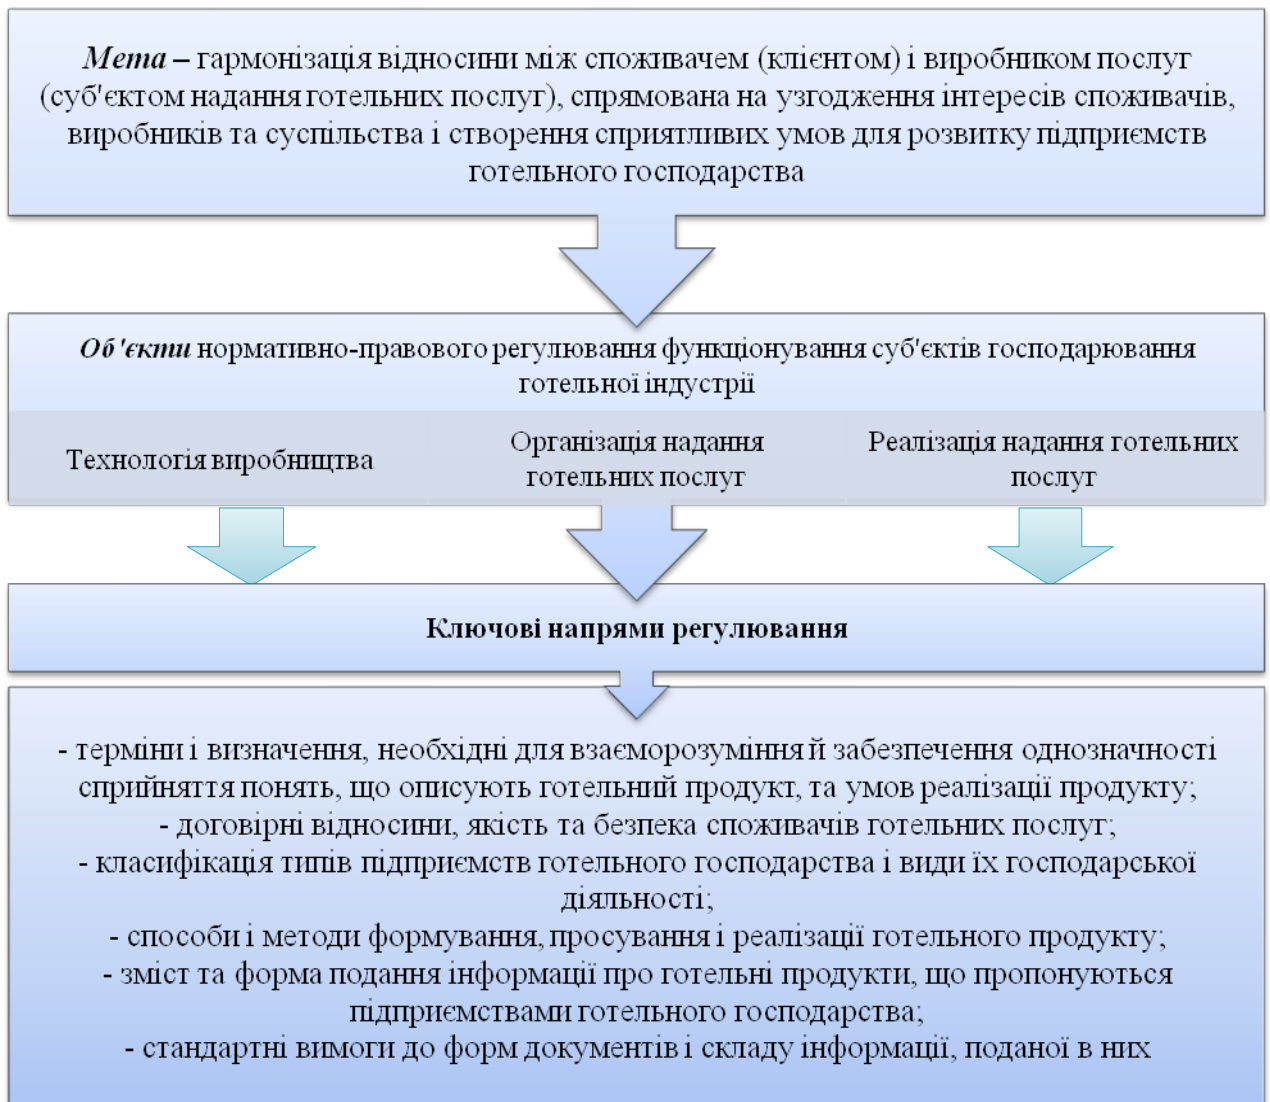 Мета – гармонізація відносини між споживачем (клієнтом) і виробником послуг
(суб'єктом надання готельних послуг), спрямована на узгодження інтересів споживачів,
виробників та суспільства і створення сприятливих умов для розвитку підприємств
готельного господарства
Об'єкти нормативно-правового регулювання функціонування суб'єктів господарювання
готельної індустрії
Технологія виробництва
Організація надання
готельних послуг
Реалізація надання готельних
послуг
Ключові напрями регулювання
- терміни і визначення, необхідні для взаєморозуміння й забезпечення однозначності
сприйняття понять, що описують готельний продукт, та умов реалізації продукту;
- договірні відносини, якість та безпека споживачів готельних послуг;
- класифікація типів підприємств готельного господарства і види їх господарської
діяльності;
- способи і методи формування, просування і реалізації готельного продукту;
- зміст та форма подання інформації про готельні продукти, що пропонуються
підприємствами готельного господарства;
- стандартні вимоги до форм документів і складу інформації, поданої в них